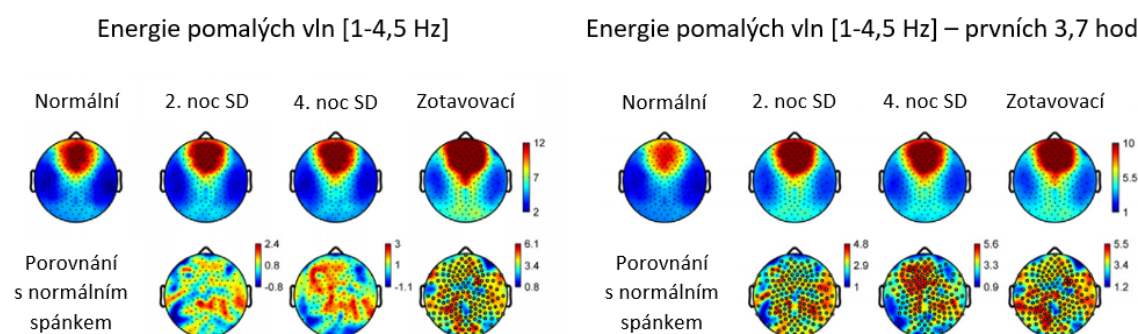 Energie pomalých vln [1-4,5 Hz]
Normální 2. noc SD 4. noc SD Zotavovací
12
7
2
Porovnání
s normálním
spánkem
2.4
0.8
-0.8
3
1
-1.1
6.1
3.4
0.8
Energie pomalých vln [1-4,5 Hz] – prvních 3,7 hod
Normální 2. noc SD 4. noc SD Zotavovací
10
5.5
1
Porovnání
s normálním
spánkem
4.8
2.9
1
5.6
3.3
0.9
5.5
3.4
1.2